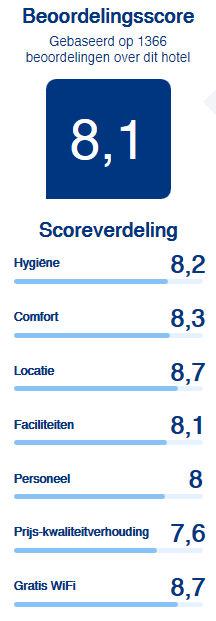 Beoordelingsscore
Gebaseerd op 1366
beoordelingen over dit hotel
8,1
Scoreverdeling
Hygiëne 8,2
Comfort 8,3
Locatie 8,7
Faciliteiten 8,1
Personeel 8
Prijs-kwaliteitverhouding 7,6
Gratis WiFi 8,7